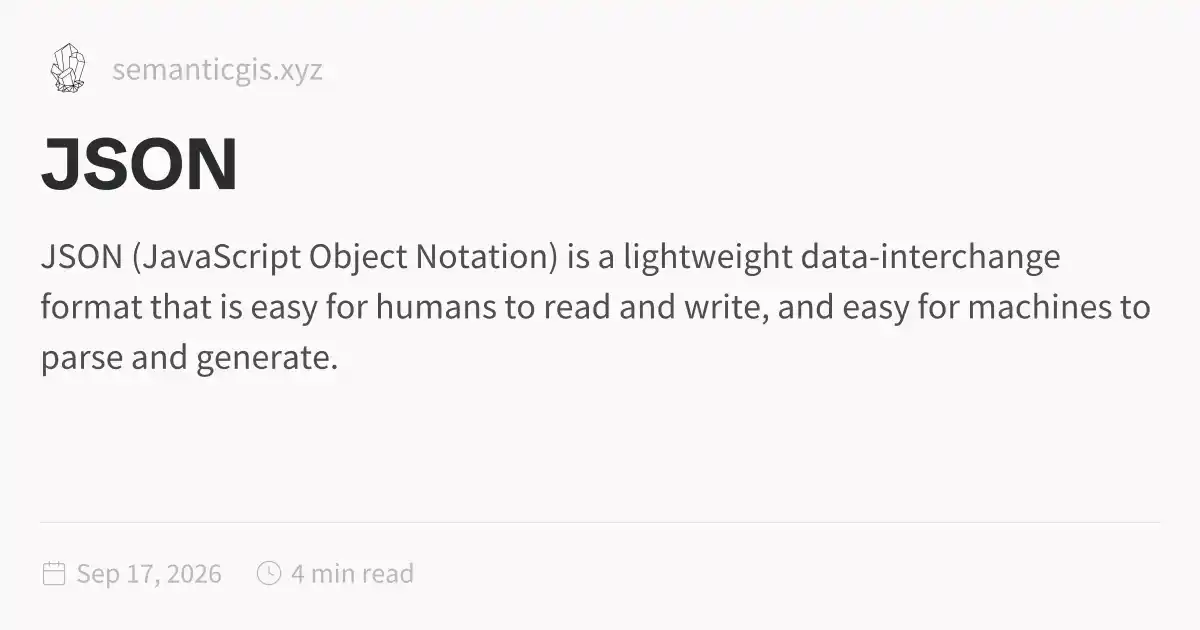 semanticgis.xyz
JSON
JSON (JavaScript Object Notation) is a lightweight data-interchange
format that is easy for humans to read and write, and easy for machines to
parse and generate.
Sep 17, 2026 4 min read